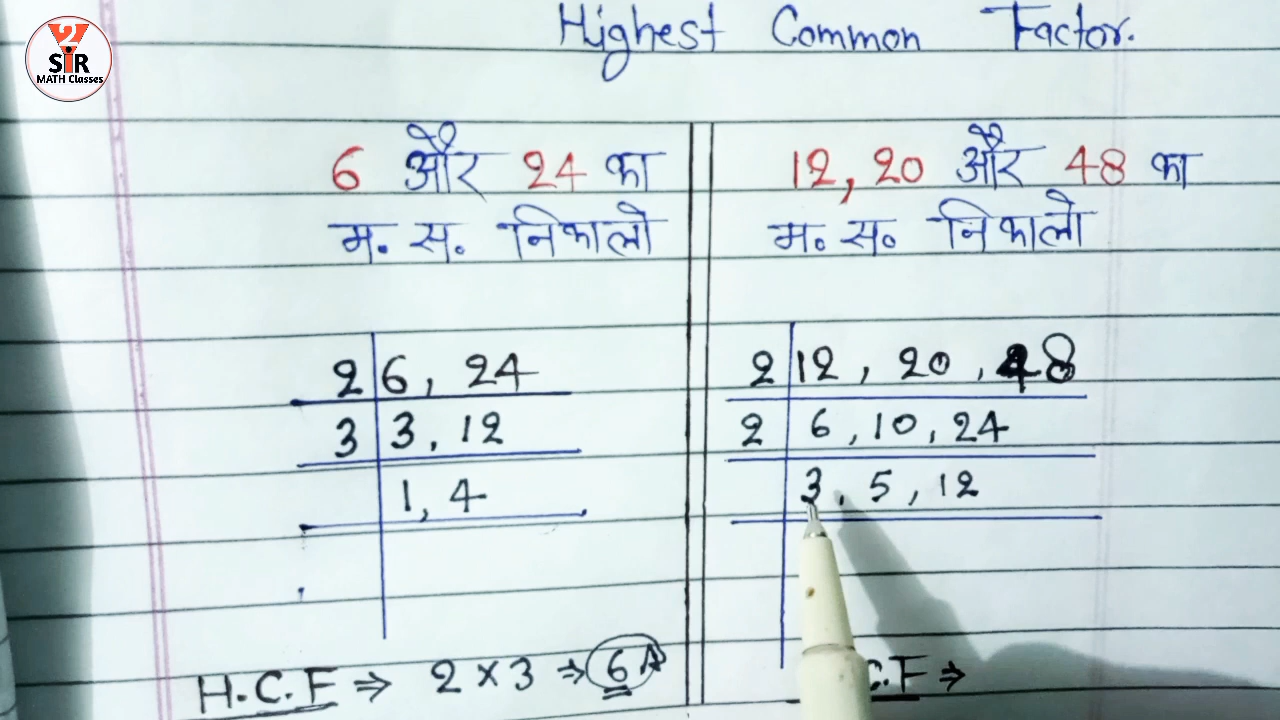 2
SIR
MATH Classes
Highest Common Factor.
6 और 24 का
म. स. निकालो
2 6, 24
3 3, 12
1, 4
H.C.F ⇒ 2 × 3 ⇒ 6 A
12, 20 और 48 का
म. स. निकालो
2 12, 20, 48
2 6, 10, 24
3, 5, 12
C.F ⇒